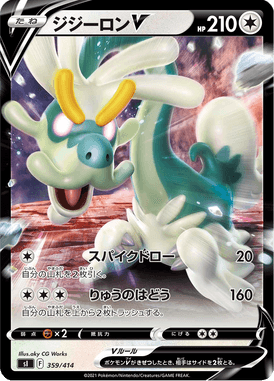 たね ジジーロンV HP 210
スパイクドロー 20
自分の山札を2枚引く。
りゅうのはどう 160
自分の山札を上から2枚トラッシュする。
弱点 ×2 抵抗力 にげる
Illus.aky CG Works
Vルール
ポケモンVがきぜつしたとき、相手はサイドを2枚とる。
sI F 359/414
©2021 Pokémon/Nintendo/Creatures/GAME FREAK.